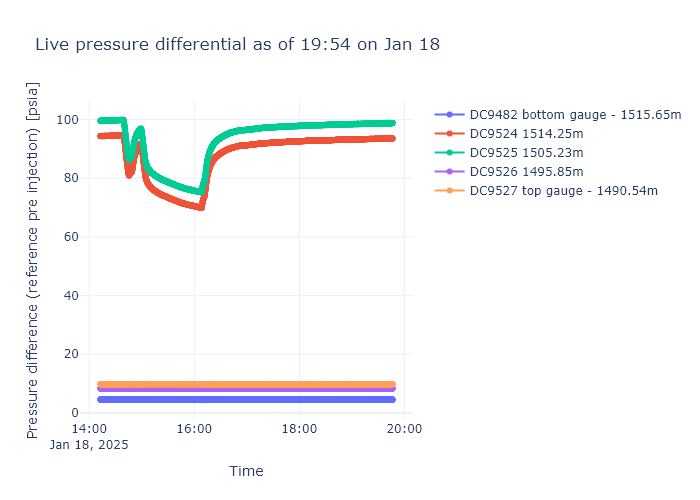 Live pressure differential as of 19:54 on Jan 18
Pressure difference (reference pre injection) [psia]
100
80
60
40
20
0
14:00
Jan 18, 2025
16:00
18:00
20:00
Time
DC9482 bottom gauge - 1515.65m
DC9524 1514.25m
DC9525 1505.23m
DC9526 1495.85m
DC9527 top gauge - 1490.54m